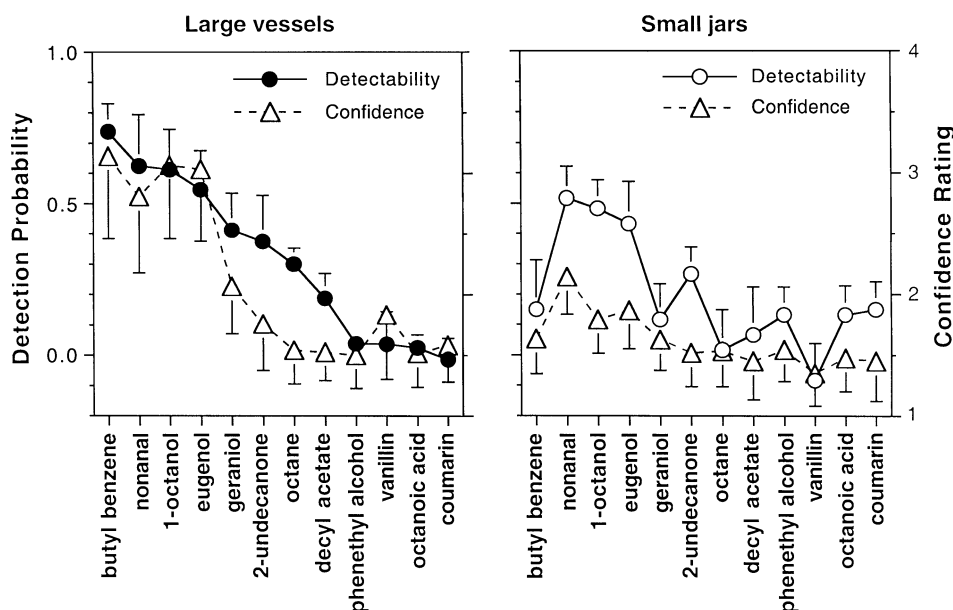 Large vessels
Small jars
1.0
0.5
0.0
Detection Probability
Detectability
Confidence
Detectability
Confidence
4
3
2
1
Confidence Rating
butyl benzene
nonanal
1-octanol
eugenol
geraniol
2-undecanone
octane
decyl acetate
phenethyl alcohol
vanillin
octanoic acid
coumarin
butyl benzene
nonanal
1-octanol
eugenol
geraniol
2-undecanone
octane
decyl acetate
phenethyl alcohol
vanillin
octanoic acid
coumarin